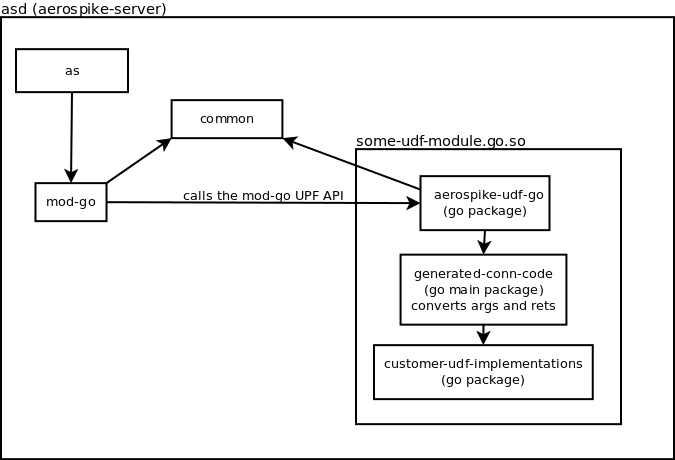 asd (aerospike-server)
as
common
some-udf-module.go.so
mod-go
calls the mod-go UPF API
aerospike-udf-go
(go package)
generated-conn-code
(go main package)
converts args and rets
customer-udf-implementations
(go package)